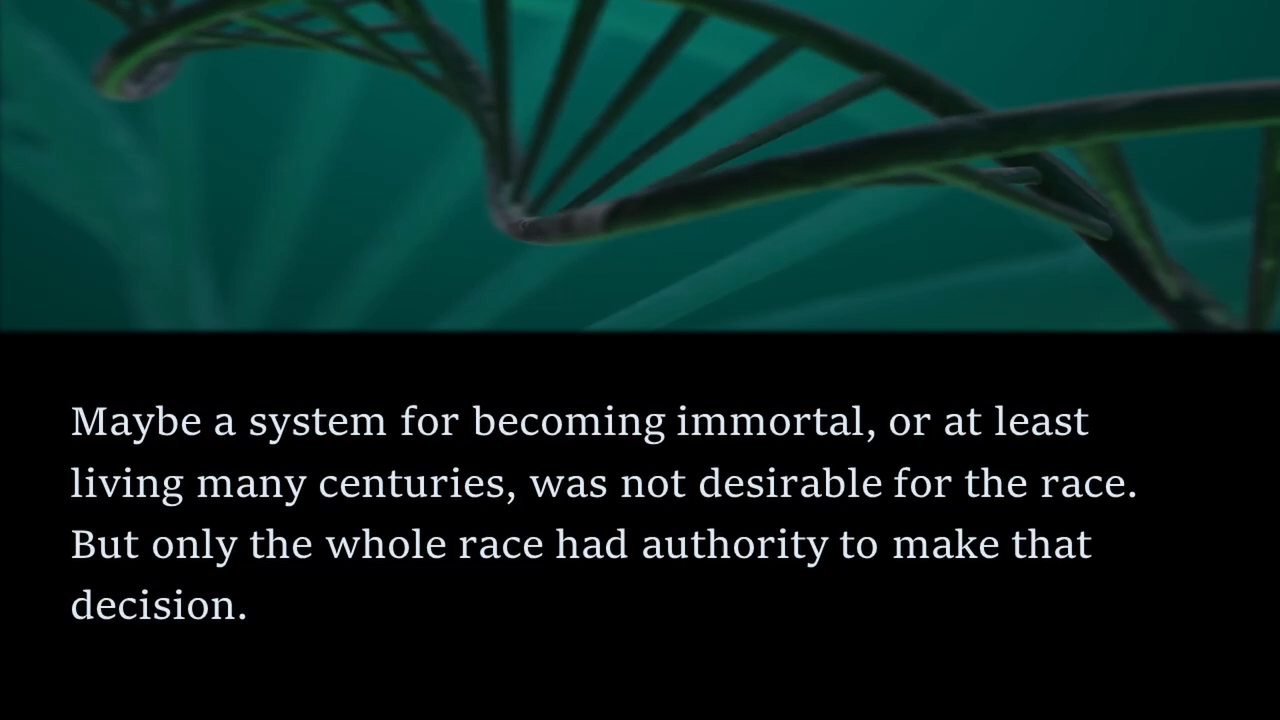 Maybe a system for becoming immortal, or at least
living many centuries, was not desirable for the race.
But only the whole race had authority to make that
decision.